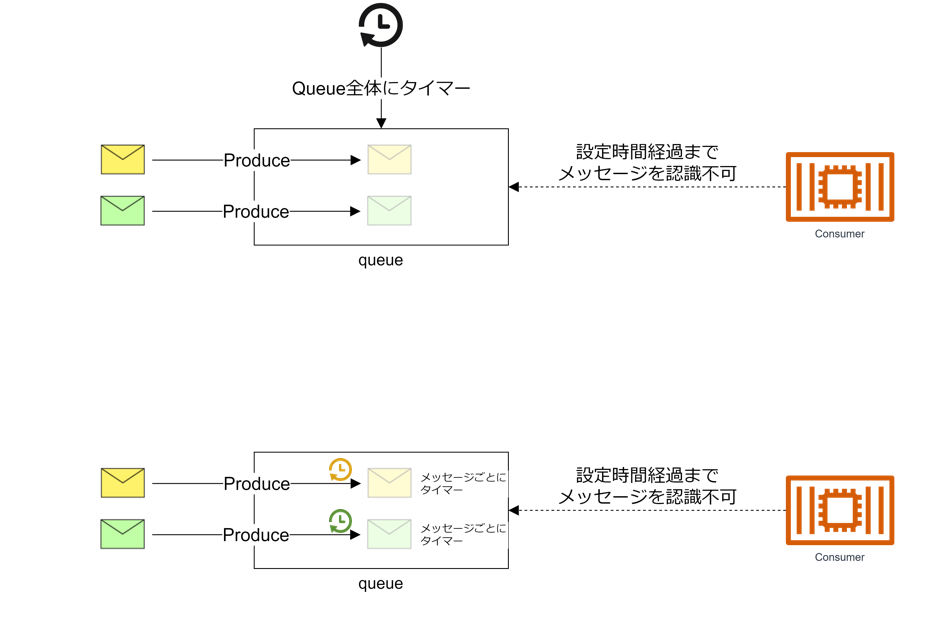 Queue全体にタイマー
設定時間経過まで
メッセージを認識不可
Produce
Produce
Consumer
queue
メッセージごとに
タイマー
設定時間経過まで
メッセージを認識不可
Produce
メッセージごとに
タイマー
Produce
Consumer
queue